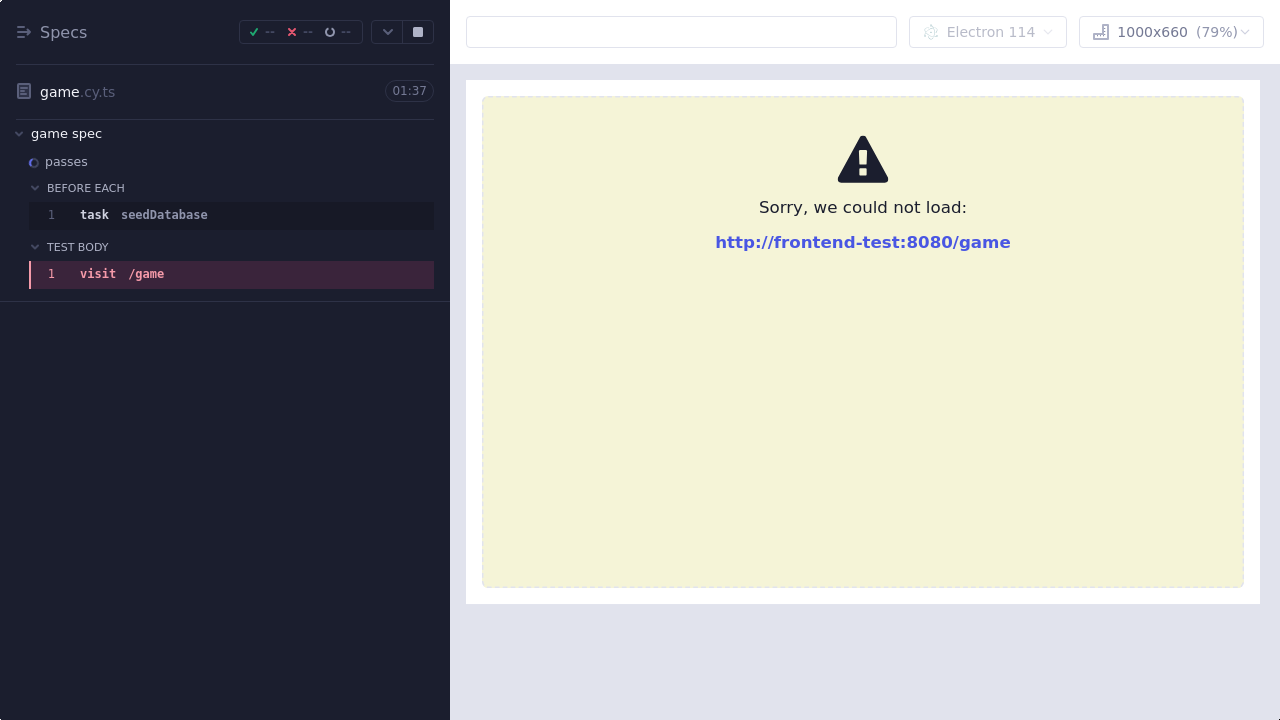 Specs
--
--
--
Electron 114
1000x660 (79%)
game.cy.ts
01:37
game spec
passes
BEFORE EACH
1 task seedDatabase
TEST BODY
1 visit /game
Sorry, we could not load:
http://frontend-test:8080/game